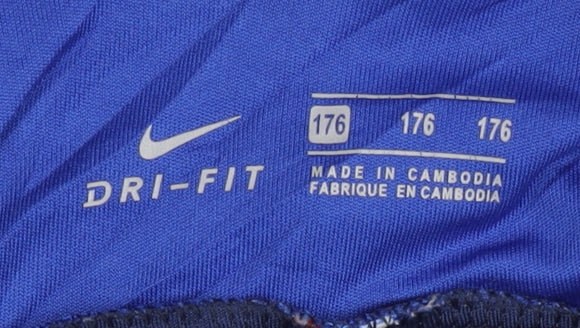 DRI-FIT
176 176 176
MADE IN CAMBODIA
FABRIQUE EN CAMBODIA